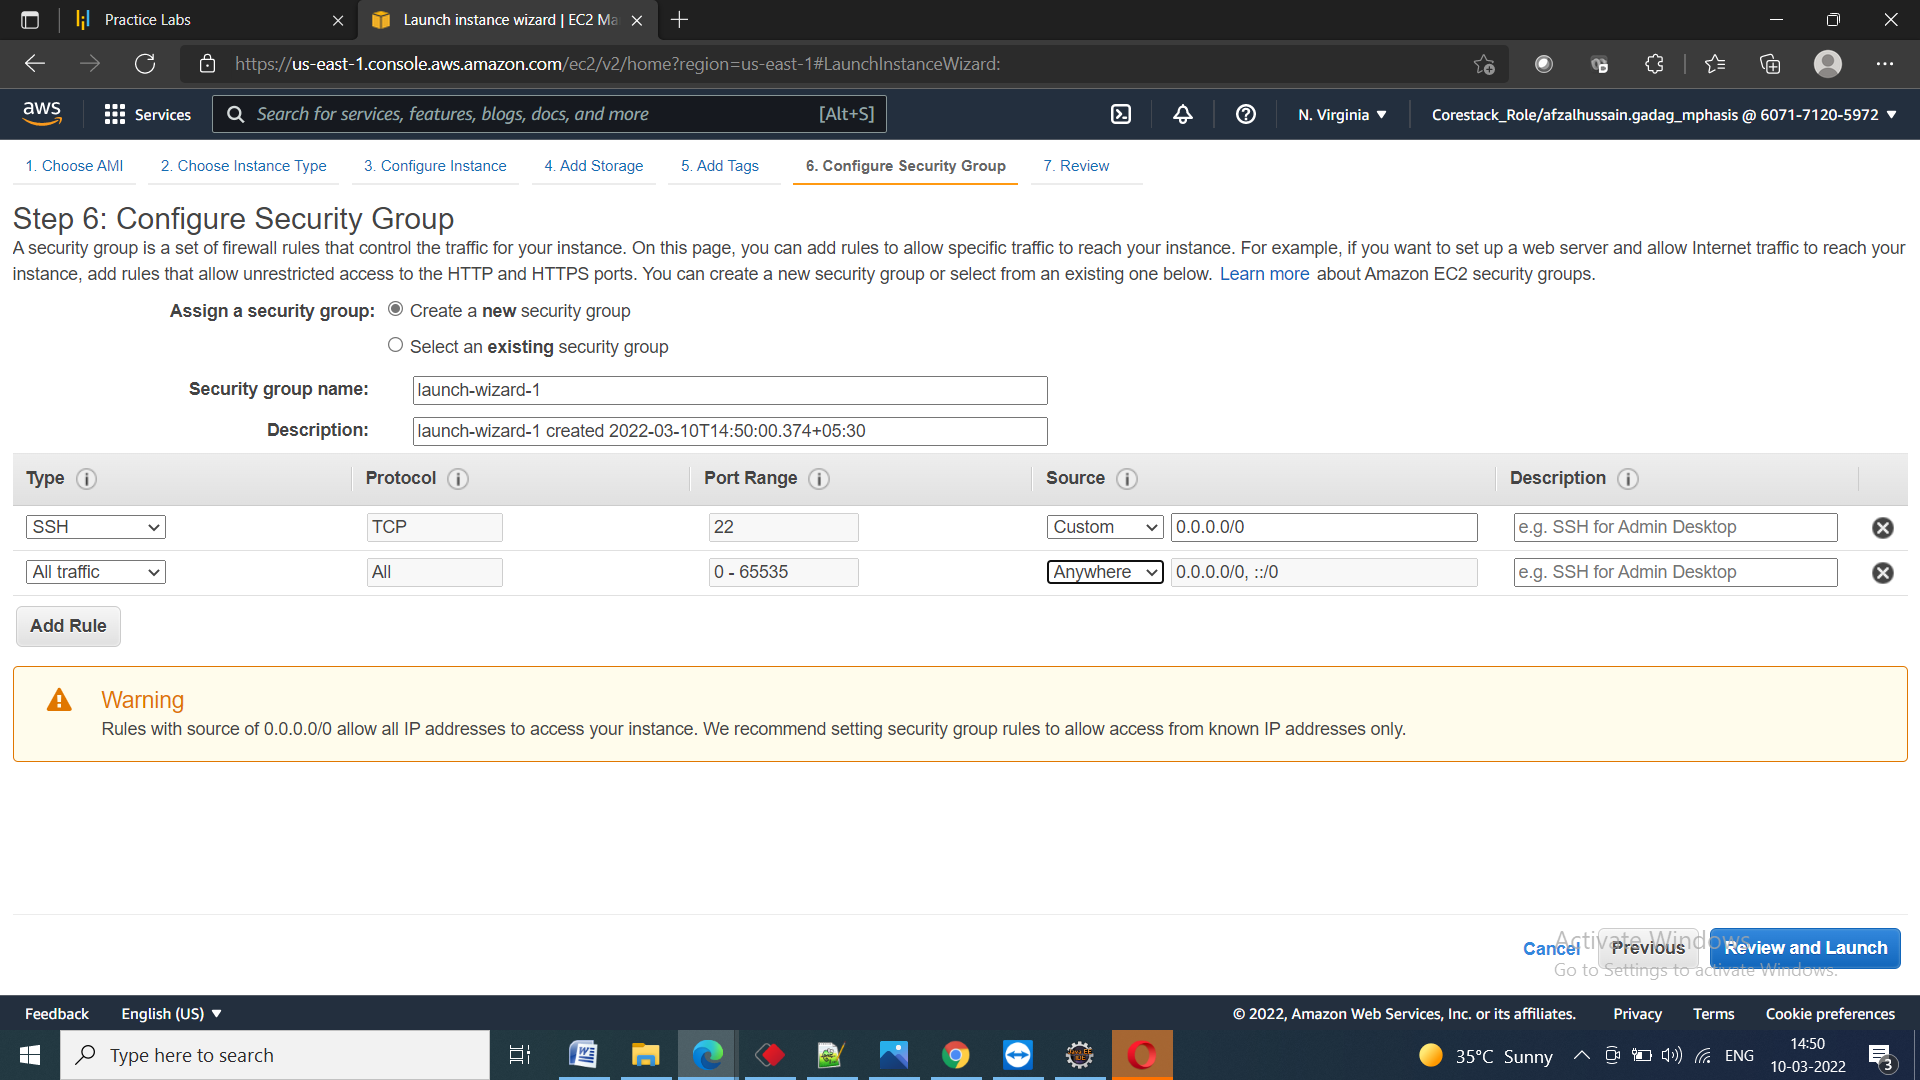 Practice Labs
Launch instance wizard | EC2 Ma
https://us-east-1.console.aws.amazon.com/ec2/v2/home?region=us-east-1#LaunchInstanceWizard:
aws
Services
Search for services, features, blogs, docs, and more
[Alt+S]
N. Virginia ▼
Corestack_Role/afzalhussain.gadag_mphasis @ 6071-7120-5972 ▼
1. Choose AMI
2. Choose Instance Type
3. Configure Instance
4. Add Storage
5. Add Tags
6. Configure Security Group
7. Review
Step 6: Configure Security Group
A security group is a set of firewall rules that control the traffic for your instance. On this page, you can add rules to allow specific traffic to reach your instance. For example, if you want to set up a web server and allow Internet traffic to reach your
instance, add rules that allow unrestricted access to the HTTP and HTTPS ports. You can create a new security group or select from an existing one below. Learn more about Amazon EC2 security groups.
Assign a security group: Create a new security group
Select an existing security group
Security group name: launch-wizard-1
Description: launch-wizard-1 created 2022-03-10T14:50:00.374+05:30
Type i Protocol i Port Range i Source i Description i
SSH TCP 22 Custom 0.0.0.0/0 e.g. SSH for Admin Desktop
All traffic All 0 - 65535 Anywhere 0.0.0.0/0, ::/0 e.g. SSH for Admin Desktop
Add Rule
Warning
Rules with source of 0.0.0.0/0 allow all IP addresses to access your instance. We recommend setting security group rules to allow access from known IP addresses only.
Cancel
Previous
Review and Launch
Activate Windows
Go to Settings to activate Windows.
Feedback
English (US) ▼
© 2022, Amazon Web Services, Inc. or its affiliates.
Privacy
Terms
Cookie preferences
Type here to search
35°C Sunny
ENG
14:50
10-03-2022
3